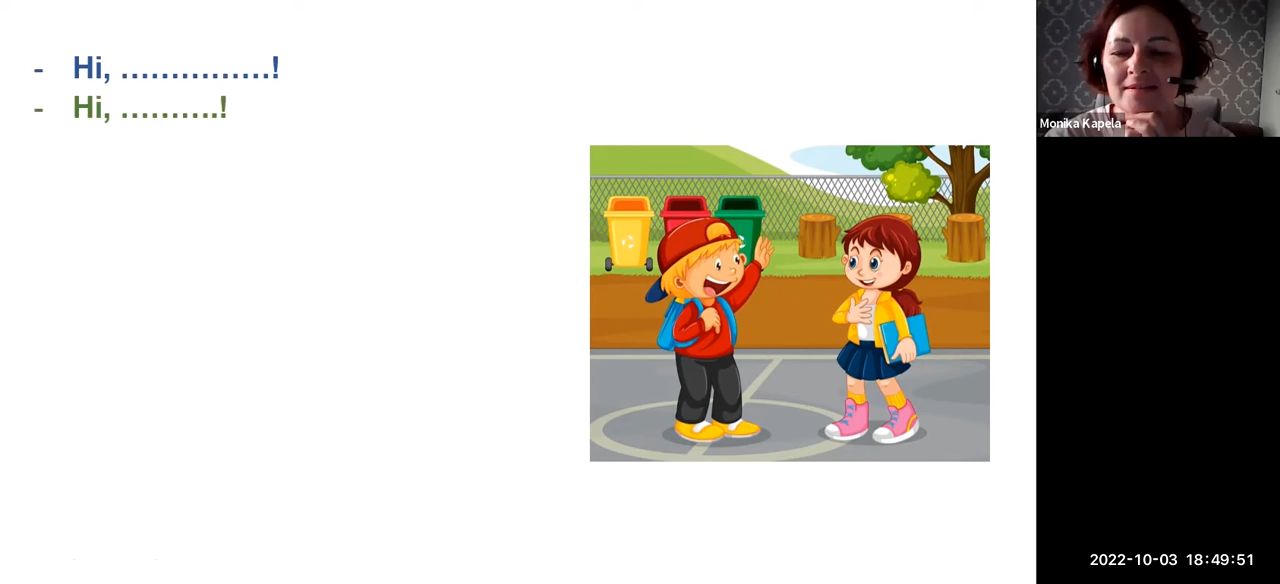 - Hi, ……………!
- Hi, ……….!
Monika Kapela
2022-10-03 18:49:51